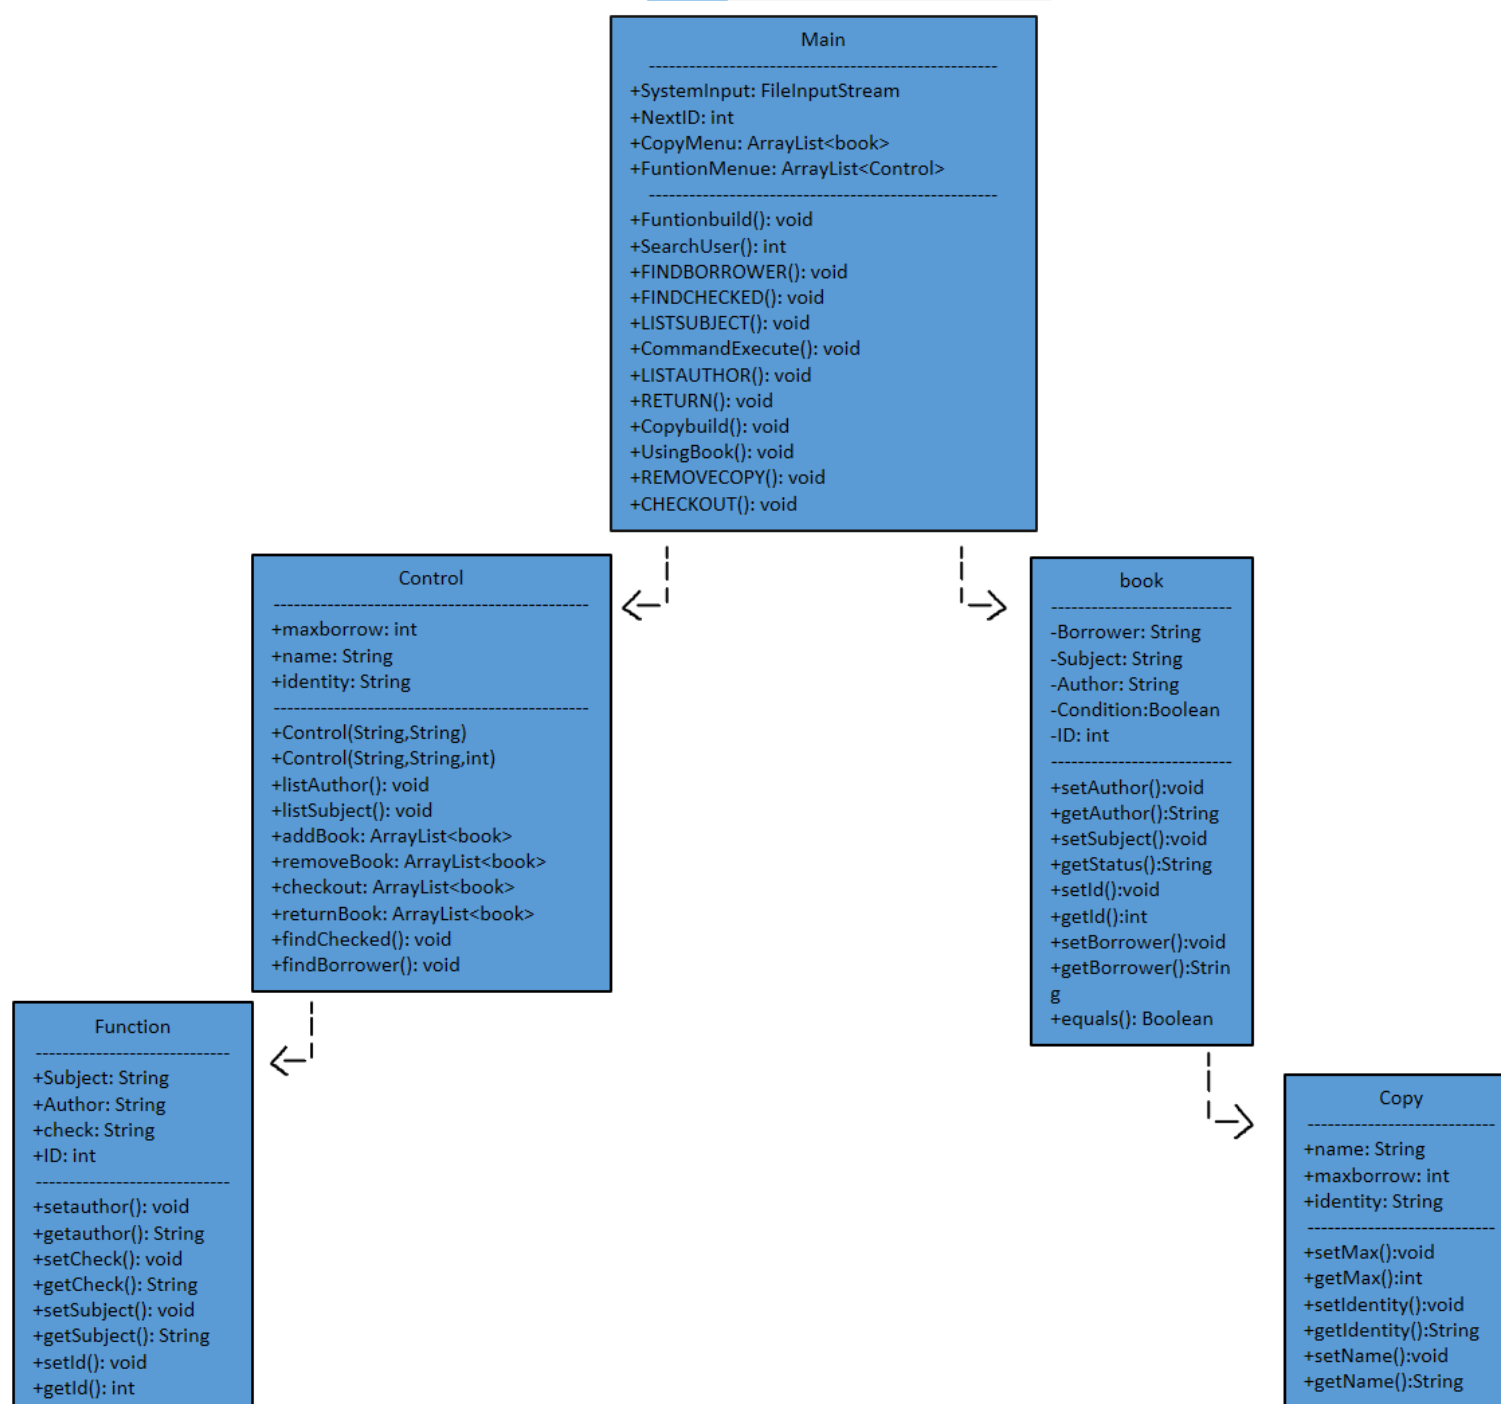 Main
+SystemInput: FileInputStream
+NextID: int
+CopyMenu: ArrayList<book>
+FuntionMenue: ArrayList<Control>
+Funtionbuild(): void
+SearchUser(): int
+FINDBORROWER(): void
+FINDCHECKED(): void
+LISTSUBJECT(): void
+CommandExecute(): void
+LISTAUTHOR(): void
+RETURN(): void
+Copybuild(): void
+UsingBook(): void
+REMOVECOPY(): void
+CHECKOUT(): void
Control
+maxborrow: int
+name: String
+identity: String
+Control(String,String)
+Control(String,String,int)
+listAuthor(): void
+listSubject(): void
+addBook: ArrayList<book>
+removeBook: ArrayList<book>
+checkout: ArrayList<book>
+returnBook: ArrayList<book>
+findChecked(): void
+findBorrower(): void
book
-Borrower: String
-Subject: String
-Author: String
-Condition:Boolean
-ID: int
+setAuthor():void
+getAuthor():String
+setSubject():void
+getStatus():String
+setId():void
+getId():int
+setBorrower():void
+getBorrower():Strin
g
+equals(): Boolean
Function
+Subject: String
+Author: String
+check: String
+ID: int
+setauthor(): void
+getauthor(): String
+setCheck(): void
+getCheck(): String
+setSubject(): void
+getSubject(): String
+setId(): void
+getId(): int
Copy
+name: String
+maxborrow: int
+identity: String
+setMax():void
+getMax():int
+setIdentity():void
+getIdentity():String
+setName():void
+getName():String